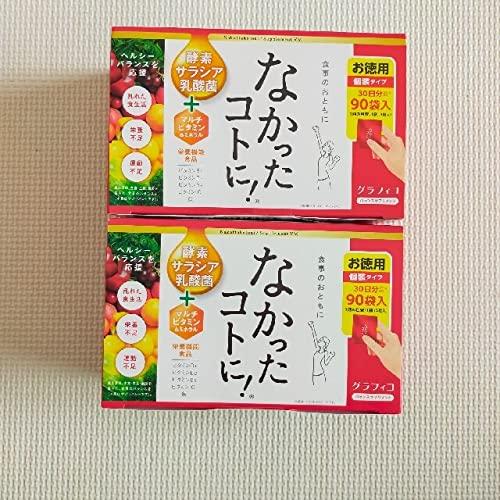 Nakattakotoni! Supplement VM.
ヘルシー
バランスを
応援
乱れた
食生活
栄養
不足
運動
不足
酵素
サラシア
乳酸菌
+
マルチ
ビタミン
&ミネラル
栄養機能
食品
なかった
コトに!
食事のおともに
お徳用
個装タイプ
30日分
90袋入
グラフィコ
ヘルシー
バランスを
応援
乱れた
食生活
栄養
不足
運動
不足
酵素
サラシア
乳酸菌
+
マルチ
ビタミン
&ミネラル
栄養機能
食品
なかった
コトに!
食事のおともに
お徳用
個装タイプ
30日分
90袋入
グラフィコ